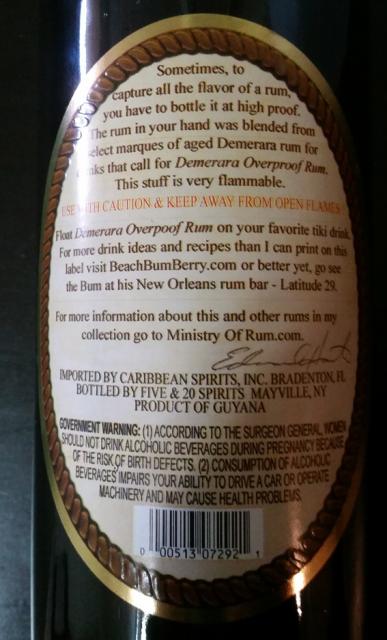 Sometimes, to
capture all the flavor of a rum,
you have to bottle it at high proof.
The rum in your hand was blended from
select marques of aged Demerara rum for
drinks that call for Demerara Overproof Rum.
This stuff is very flammable.
USE WITH CAUTION & KEEP AWAY FROM OPEN FLAMES
Float Demerara Overpoof Rum on your favorite tiki drink.
For more drink ideas and recipes than I can print on this
label visit BeachBumBerry.com or better yet, go see
the Bum at his New Orleans rum bar - Latitude 29.
For more information about this and other rums in my
collection go to Ministry Of Rum.com.
IMPORTED BY CARIBBEAN SPIRITS, INC. BRADENTON, FL
BOTTLED BY FIVE & 20 SPIRITS MAYVILLE, NY
PRODUCT OF GUYANA
GOVERNMENT WARNING: (1) ACCORDING TO THE SURGEON GENERAL, WOMEN
SHOULD NOT DRINK ALCOHOLIC BEVERAGES DURING PREGNANCY BECAUSE
OF THE RISK OF BIRTH DEFECTS. (2) CONSUMPTION OF ALCOHOLIC
BEVERAGES IMPAIRS YOUR ABILITY TO DRIVE A CAR OR OPERATE
MACHINERY AND MAY CAUSE HEALTH PROBLEMS.
0 00513 07292 1